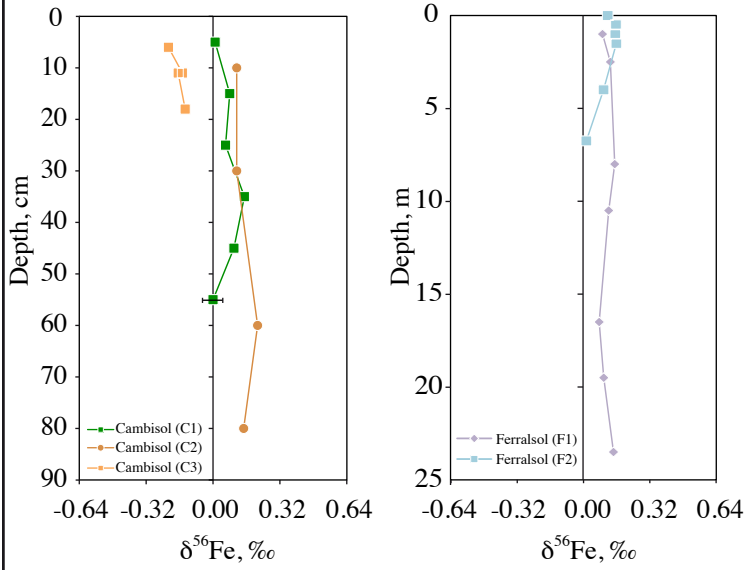 0
10
20
30
40
50
60
70
80
90
Depth, cm
Cambisol (C1)
Cambisol (C2)
Cambisol (C3)
-0.64 -0.32 0.00 0.32 0.64
δ⁵⁶Fe, ‰
0
5
10
15
20
25
Depth, m
Ferralsol (F1)
Ferralsol (F2)
-0.64 -0.32 0.00 0.32 0.64
δ⁵⁶Fe, ‰